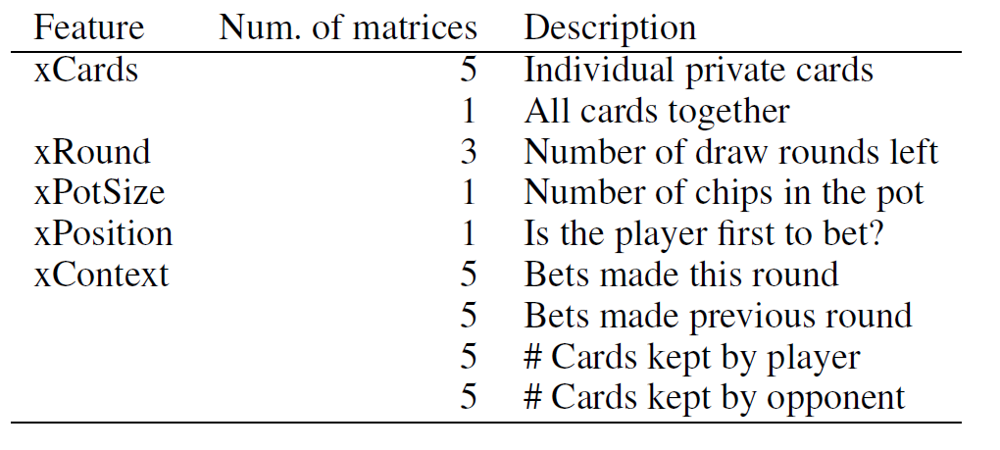 Feature Num. of matrices Description
xCards 5 Individual private cards
1 All cards together
xRound 3 Number of draw rounds left
xPotSize 1 Number of chips in the pot
xPosition 1 Is the player first to bet?
xContext 5 Bets made this round
5 Bets made previous round
5 # Cards kept by player
5 # Cards kept by opponent